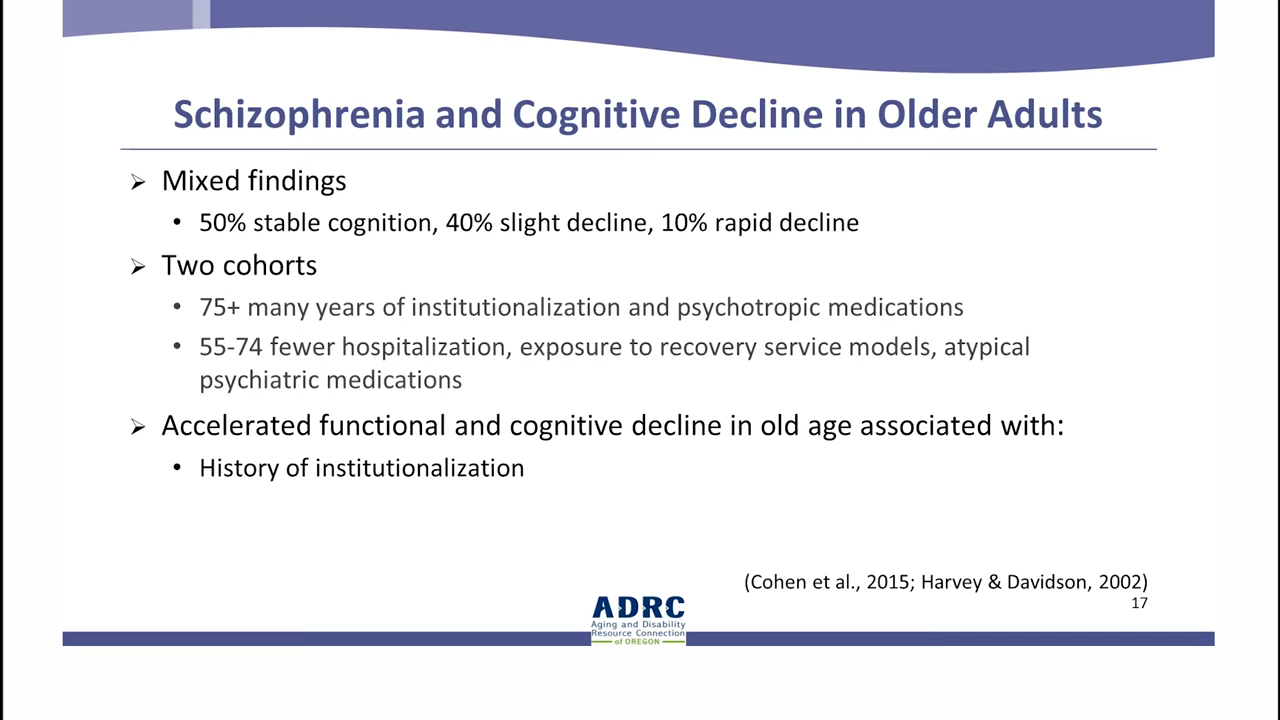 Schizophrenia and Cognitive Decline in Older Adults
➢ Mixed findings
• 50% stable cognition, 40% slight decline, 10% rapid decline
➢ Two cohorts
• 75+ many years of institutionalization and psychotropic medications
• 55-74 fewer hospitalization, exposure to recovery service models, atypical
psychiatric medications
➢ Accelerated functional and cognitive decline in old age associated with:
• History of institutionalization
(Cohen et al., 2015; Harvey & Davidson, 2002)
17
ADRC
Aging and Disability
Resource Connection
of OREGON